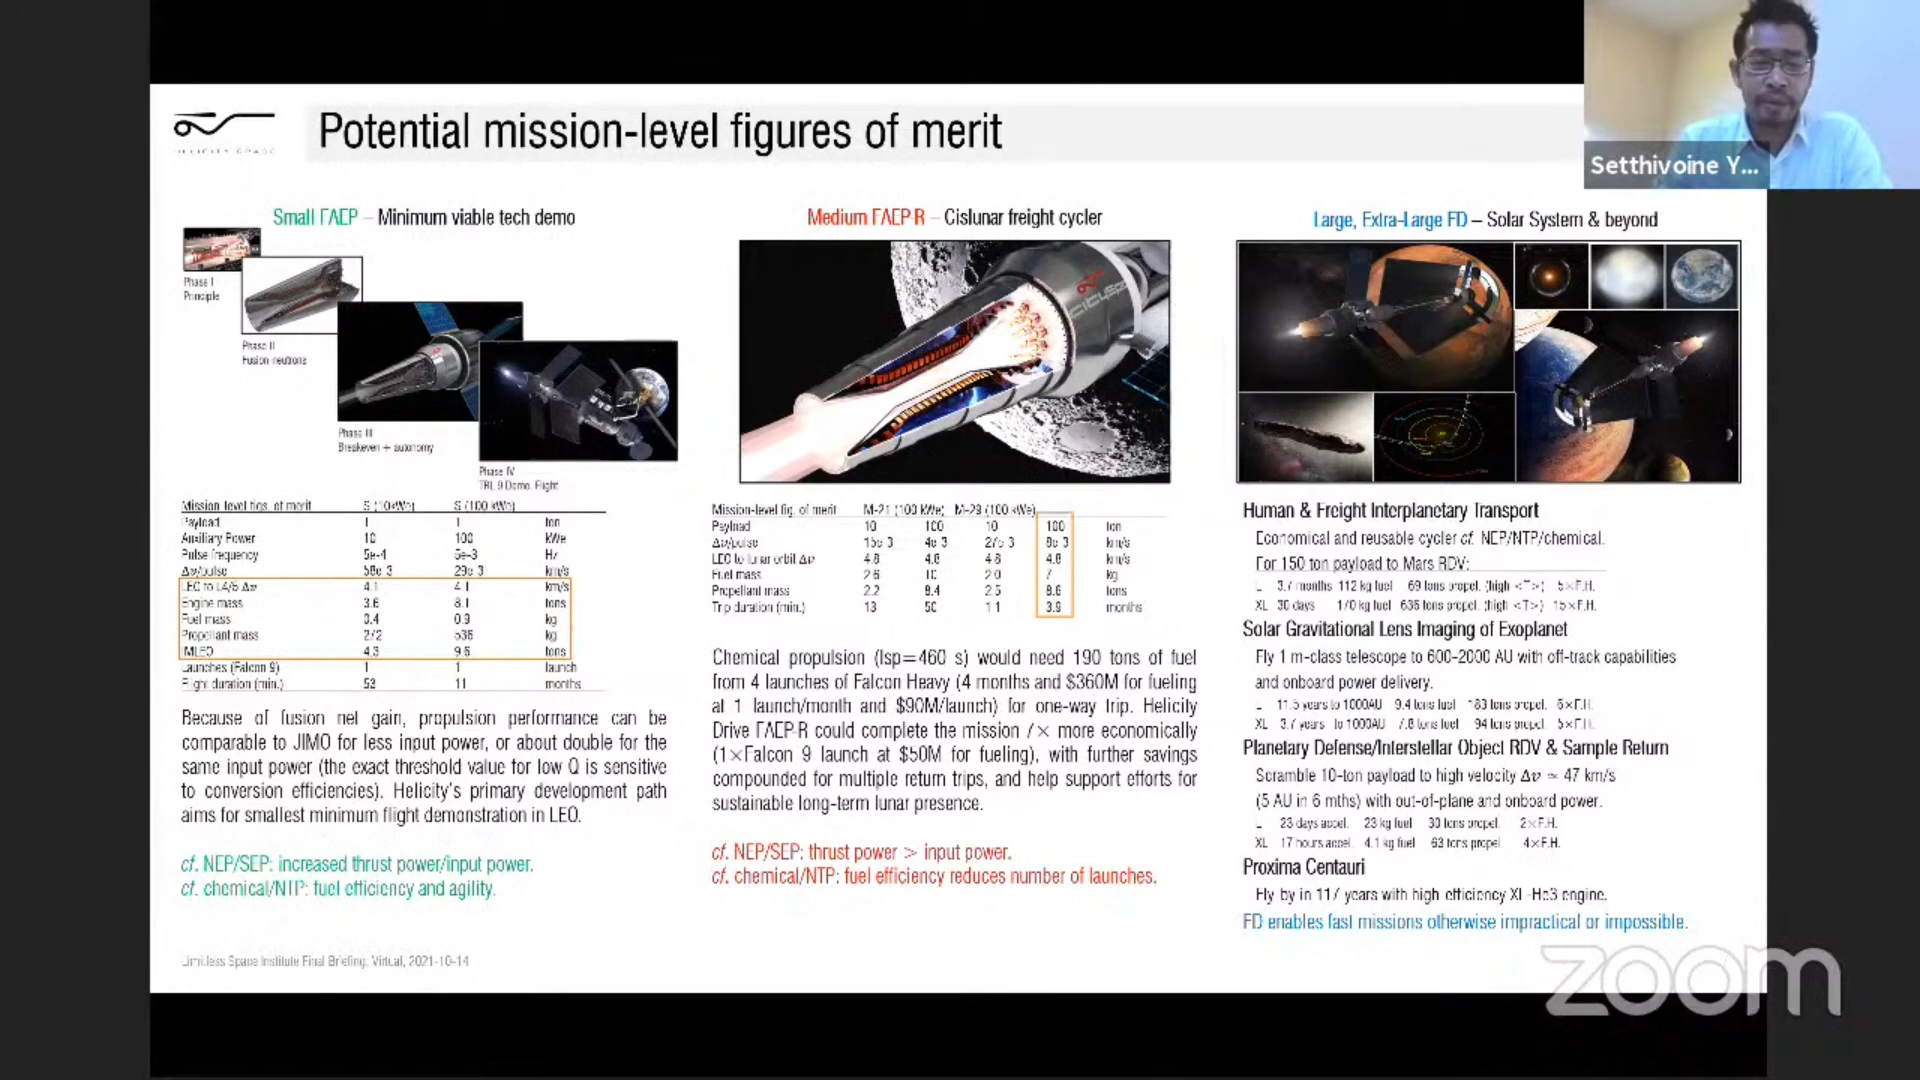 Potential mission-level figures of merit
HELICITY SPACE
Setthivoine Y...
Small FAEP – Minimum viable tech demo
Phase I
Principle
Phase II
Fusion neutrons
Phase III
Breakeven + autonomy
Phase IV
TRL 9 Demo. Flight
Mission-level figs. of merit S (10kWe) S (100 kWe)
Payload 1 1 ton
Auxiliary Power 10 100 kWe
Pulse frequency 5e-4 5e-3 Hz
Δv/pulse 58e-3 29e-3 km/s
LEO to L4/5 Δv 4.1 4.1 km/s
Engine mass 3.6 8.1 tons
Fuel mass 0.4 0.9 kg
Propellant mass 272 536 kg
IMLEO 4.3 9.6 tons
Launches (Falcon 9) 1 1 launch
Flight duration (min.) 53 11 months
Because of fusion net gain, propulsion performance can be
comparable to JIMO for less input power, or about double for the
same input power (the exact threshold value for low Q is sensitive
to conversion efficiencies). Helicity's primary development path
aims for smallest minimum flight demonstration in LEO.
cf. NEP/SEP: increased thrust power/input power.
cf. chemical/NTP: fuel efficiency and agility.
Medium FAEP-R – Cislunar freight cycler
Mission-level fig. of merit M-21 (100 kWe) M-29 (100 kWe)
Payload 10 100 10 100 ton
Δv/pulse 15e-3 4e-3 27e-3 8e-3 km/s
LEO to lunar orbit Δv 4.8 4.8 4.8 4.8 km/s
Fuel mass 2.6 10 2.0 7 kg
Propellant mass 2.2 8.4 2.5 8.6 tons
Trip duration (min.) 13 50 1.1 3.9 months
Chemical propulsion (Isp=460 s) would need 190 tons of fuel
from 4 launches of Falcon Heavy (4 months and $360M for fueling
at 1 launch/month and $90M/launch) for one-way trip. Helicity
Drive FAEP-R could complete the mission 7× more economically
(1×Falcon 9 launch at $50M for fueling), with further savings
compounded for multiple return trips, and help support efforts for
sustainable long-term lunar presence.
cf. NEP/SEP: thrust power > input power.
cf. chemical/NTP: fuel efficiency reduces number of launches.
Large, Extra-Large FD – Solar System & beyond
Human & Freight Interplanetary Transport
Economical and reusable cycler cf. NEP/NTP/chemical.
For 150 ton payload to Mars RDV:
L 3.7 months 112 kg fuel 69 tons propel. (high <T>) 5×F.H.
XL 30 days 170 kg fuel 636 tons propel. (high <T>) 15×F.H.
Solar Gravitational Lens Imaging of Exoplanet
Fly 1 m-class telescope to 600-2000 AU with off-track capabilities
and onboard power delivery.
L 11.5 years to 1000AU 9.4 tons fuel 183 tons propel. 6×F.H.
XL 3.7 years to 1000AU 7.8 tons fuel 94 tons propel. 5×F.H.
Planetary Defense/Interstellar Object RDV & Sample Return
Scramble 10-ton payload to high velocity Δv ≃ 47 km/s
(5 AU in 6 mths) with out-of-plane and onboard power.
L 23 days accel. 23 kg fuel 30 tons propel. 2×F.H.
XL 17 hours accel. 4.1 kg fuel 63 tons propel 4×F.H.
Proxima Centauri
Fly by in 117 years with high efficiency XL-He3 engine.
FD enables fast missions otherwise impractical or impossible.
Limitless Space Institute Final Briefing, Virtual, 2021-10-14
zoom